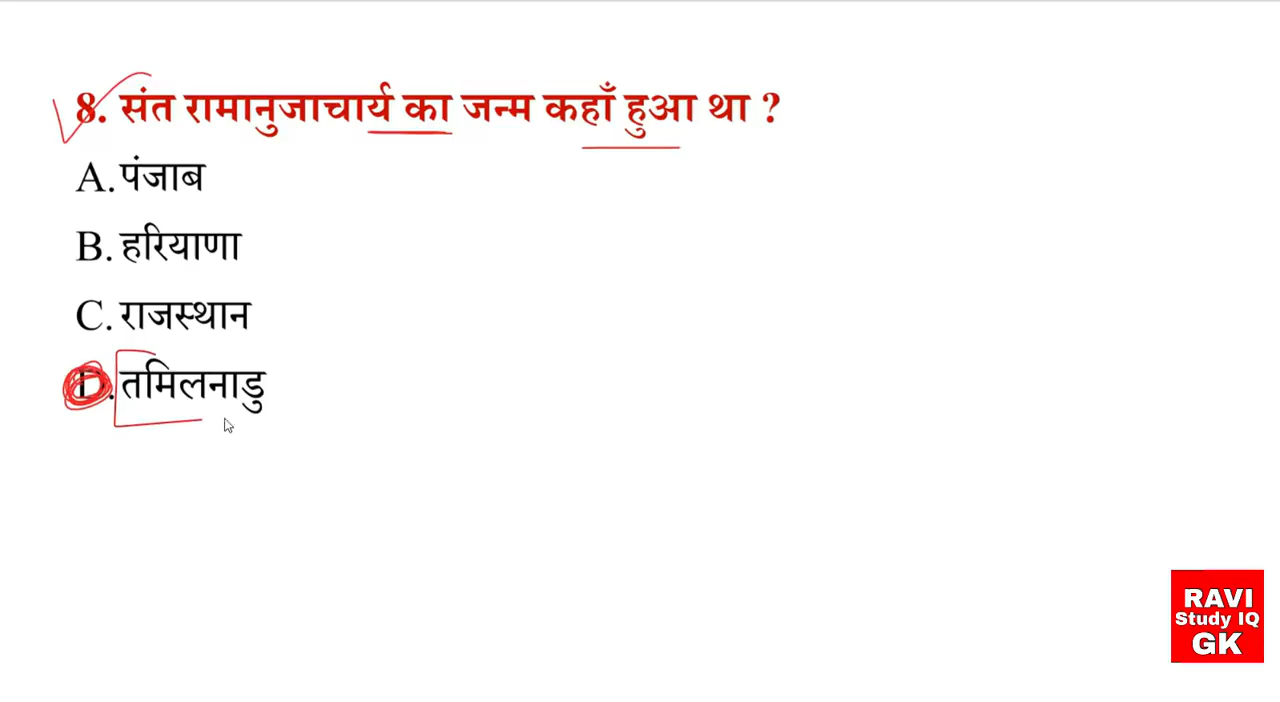 8. संत रामानुजाचार्य का जन्म कहाँ हुआ था ?
A. पंजाब
B. हरियाणा
C. राजस्थान
D. तमिलनाडु
RAVI
Study IQ
GK